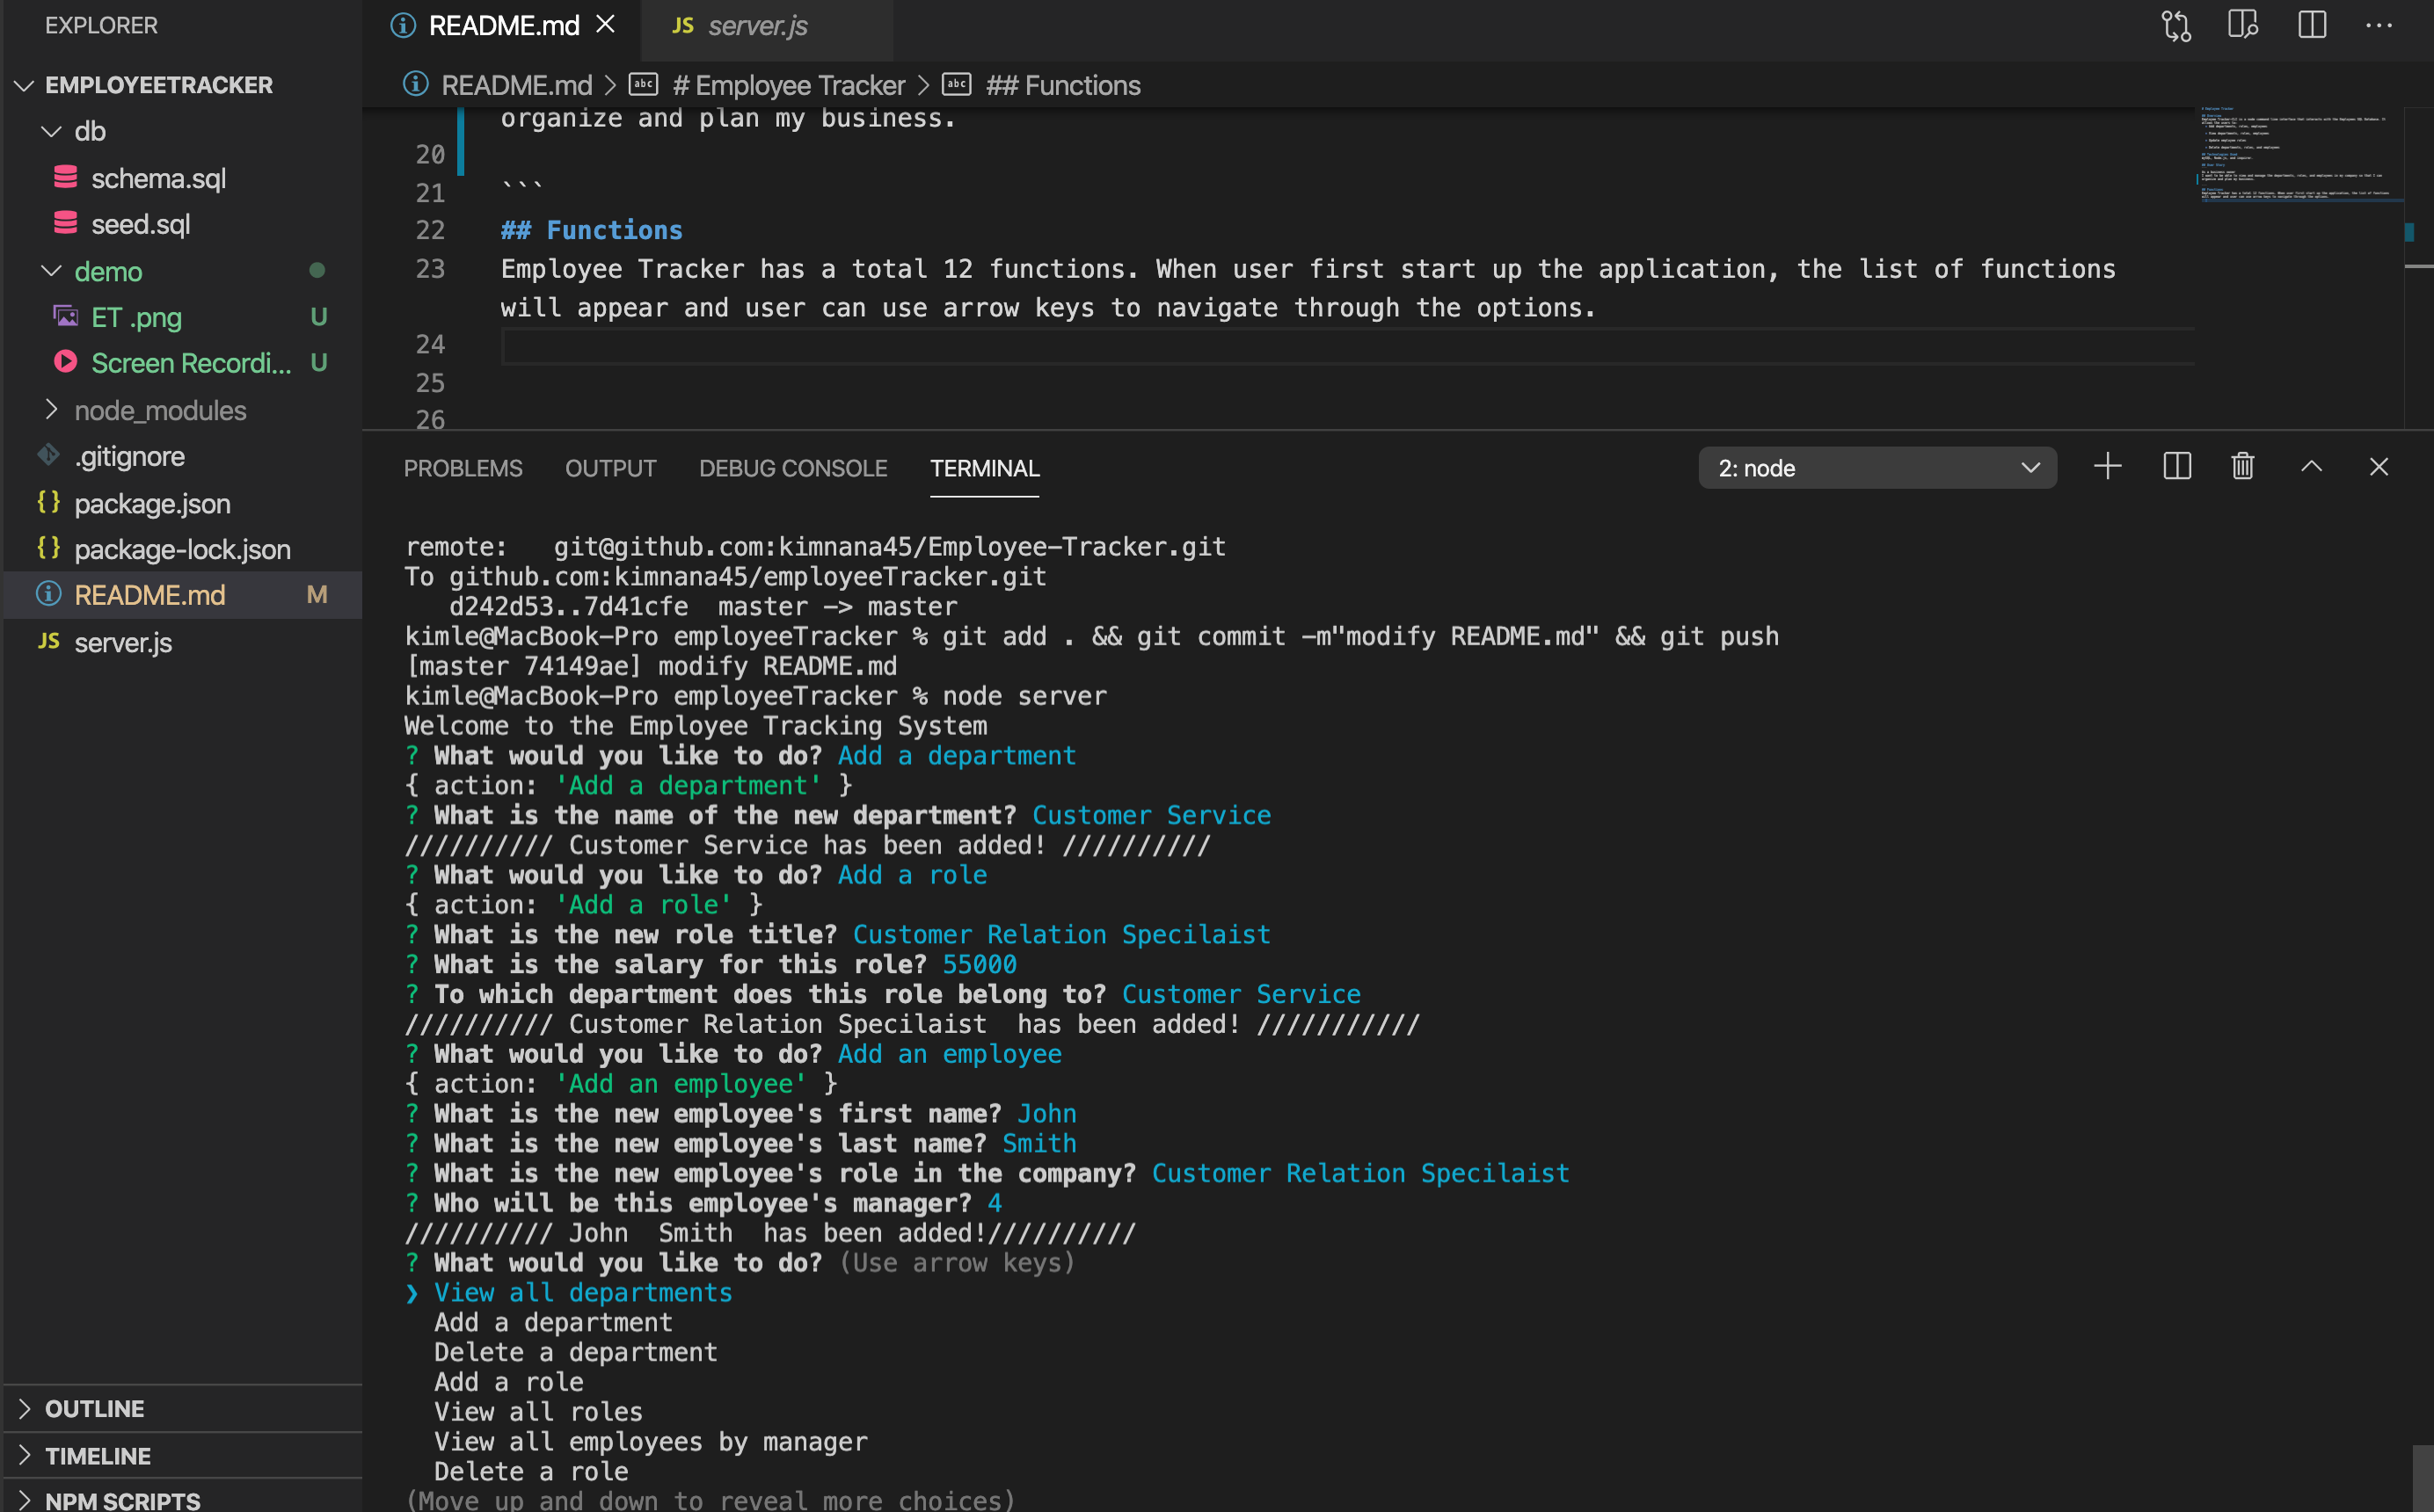 EXPLORER
EMPLOYEETRACKER
db
schema.sql
seed.sql
demo
ET .png U
Screen Recordi... U
node_modules
.gitignore
package.json
package-lock.json
README.md M
JS server.js
OUTLINE
TIMELINE
NPM SCRIPTS
README.md
JS server.js
README.md > abc # Employee Tracker > abc ## Functions
organize and plan my business.
20
21 ```
22 ## Functions
23 Employee Tracker has a total 12 functions. When user first start up the application, the list of functions
will appear and user can use arrow keys to navigate through the options.
24
25
26
PROBLEMS OUTPUT DEBUG CONSOLE TERMINAL 2: node
remote:   git@github.com:kimnana45/Employee-Tracker.git
To github.com:kimnana45/employeeTracker.git
   d242d53..7d41cfe  master -> master
kimle@MacBook-Pro employeeTracker % git add . && git commit -m"modify README.md" && git push
[master 74149ae] modify README.md
kimle@MacBook-Pro employeeTracker % node server
Welcome to the Employee Tracking System
? What would you like to do? Add a department
{ action: 'Add a department' }
? What is the name of the new department? Customer Service
////////// Customer Service has been added! //////////
? What would you like to do? Add a role
{ action: 'Add a role' }
? What is the new role title? Customer Relation Specilaist
? What is the salary for this role? 55000
? To which department does this role belong to? Customer Service
////////// Customer Relation Specilaist  has been added! ///////////
? What would you like to do? Add an employee
{ action: 'Add an employee' }
? What is the new employee's first name? John
? What is the new employee's last name? Smith
? What is the new employee's role in the company? Customer Relation Specilaist
? Who will be this employee's manager? 4
////////// John  Smith  has been added!//////////
? What would you like to do? (Use arrow keys)
❯ View all departments
  Add a department
  Delete a department
  Add a role
  View all roles
  View all employees by manager
  Delete a role
(Move up and down to reveal more choices)